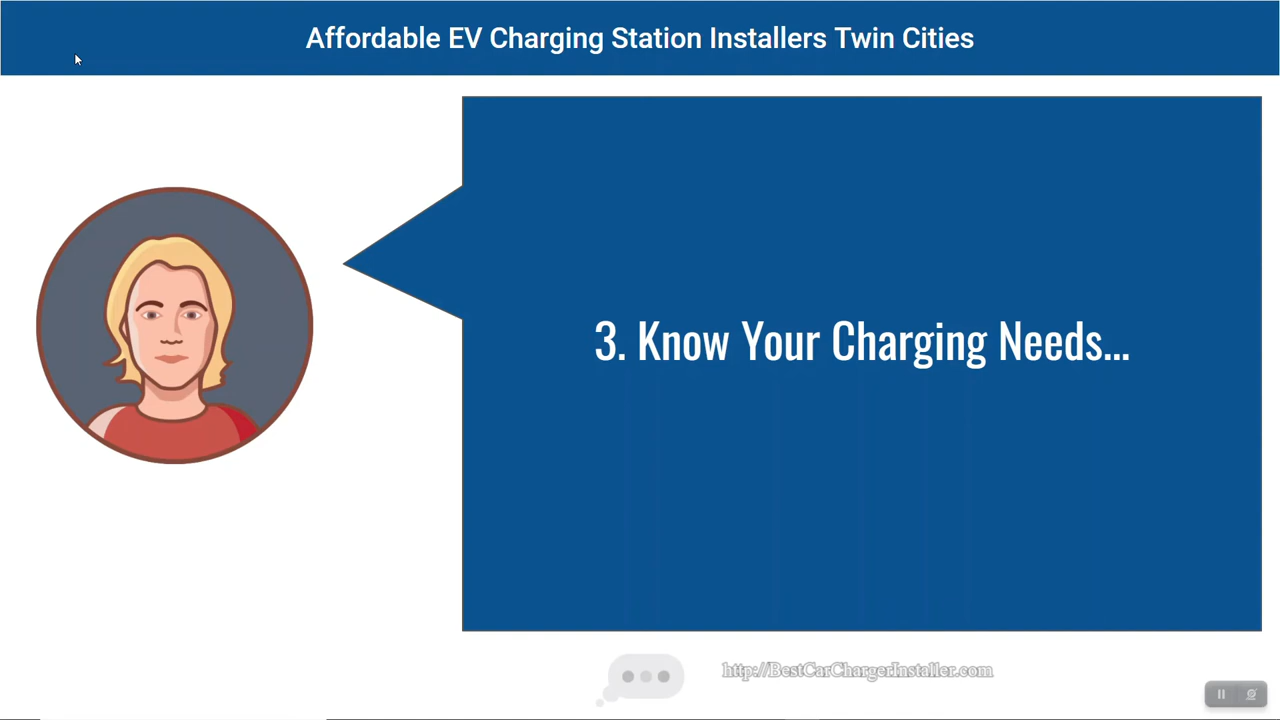 Affordable EV Charging Station Installers Twin Cities
3. Know Your Charging Needs...
http://BestCarChargerInstaller.com